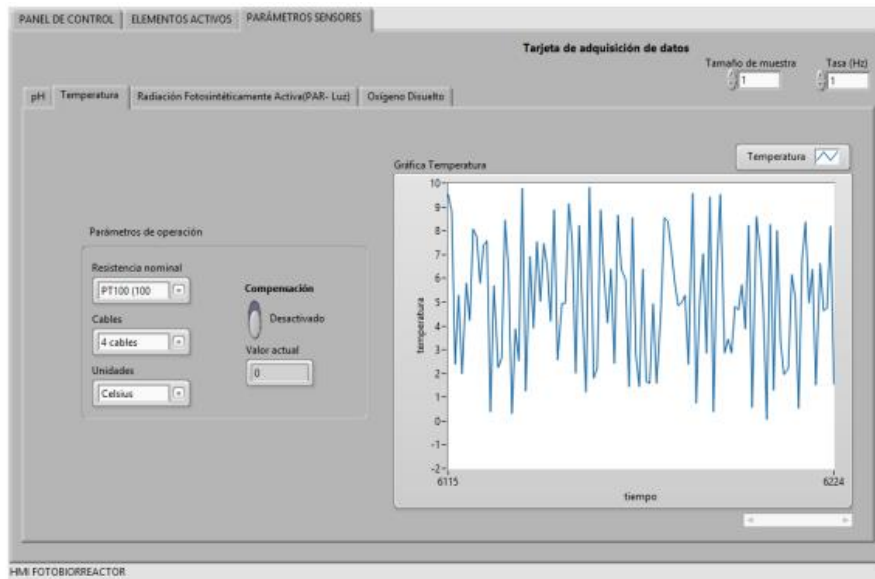 PANEL DE CONTROL ELEMENTOS ACTIVOS PARÁMETROS SENSORES
Tarjeta de adquisición de datos
Tamaño de muestra Tasa (Hz)
1 1
pH Temperatura Radiación Fotosintéticamente Activa(PAR- Luz) Oxígeno Disuelto
Temperatura
Gráfica Temperatura
Parámetros de operación
Resistencia nominal
PT100 (100
Compensación
Desactivado
Cables
4 cables
Valor actual
0
Unidades
Celsius
temperatura
10
9
8
7
6
5
4
3
2
1
0
-1
-2
6115 6224
tiempo
HMI FOTOBIORREACTOR